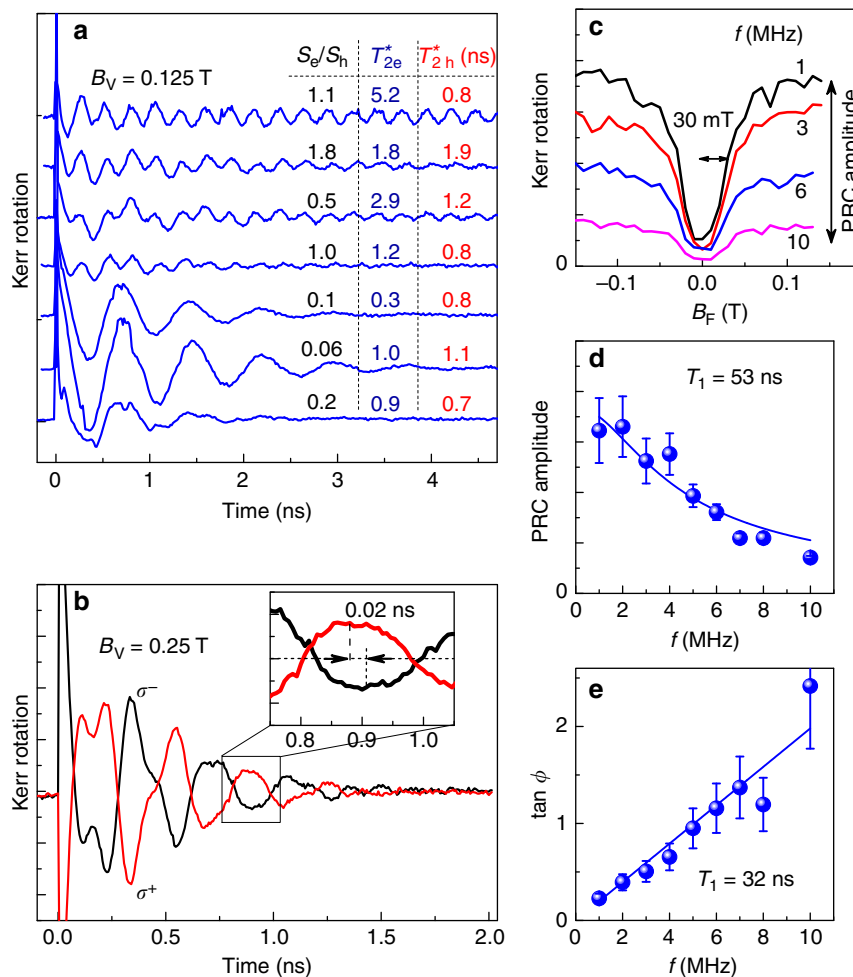 a
B_V = 0.125 T
S_e/S_h T*_2e T*_2h (ns)
1.1 5.2 0.8
1.8 1.8 1.9
0.5 2.9 1.2
1.0 1.2 0.8
0.1 0.3 0.8
0.06 1.0 1.1
0.2 0.9 0.7
Kerr rotation
0 1 2 3 4
Time (ns)
b
B_V = 0.25 T
σ−
σ+
0.02 ns
0.8 0.9 1.0
Kerr rotation
0.0 0.5 1.0 1.5 2.0
Time (ns)
c
f (MHz)
1
3
6
10
30 mT
PRC amplitude
Kerr rotation
0
−0.1 0.0 0.1
B_F (T)
d
T_1 = 53 ns
PRC amplitude
0
0 2 4 6 8 10
f (MHz)
e
T_1 = 32 ns
tan ϕ
2
1
0
0 2 4 6 8 10
f (MHz)